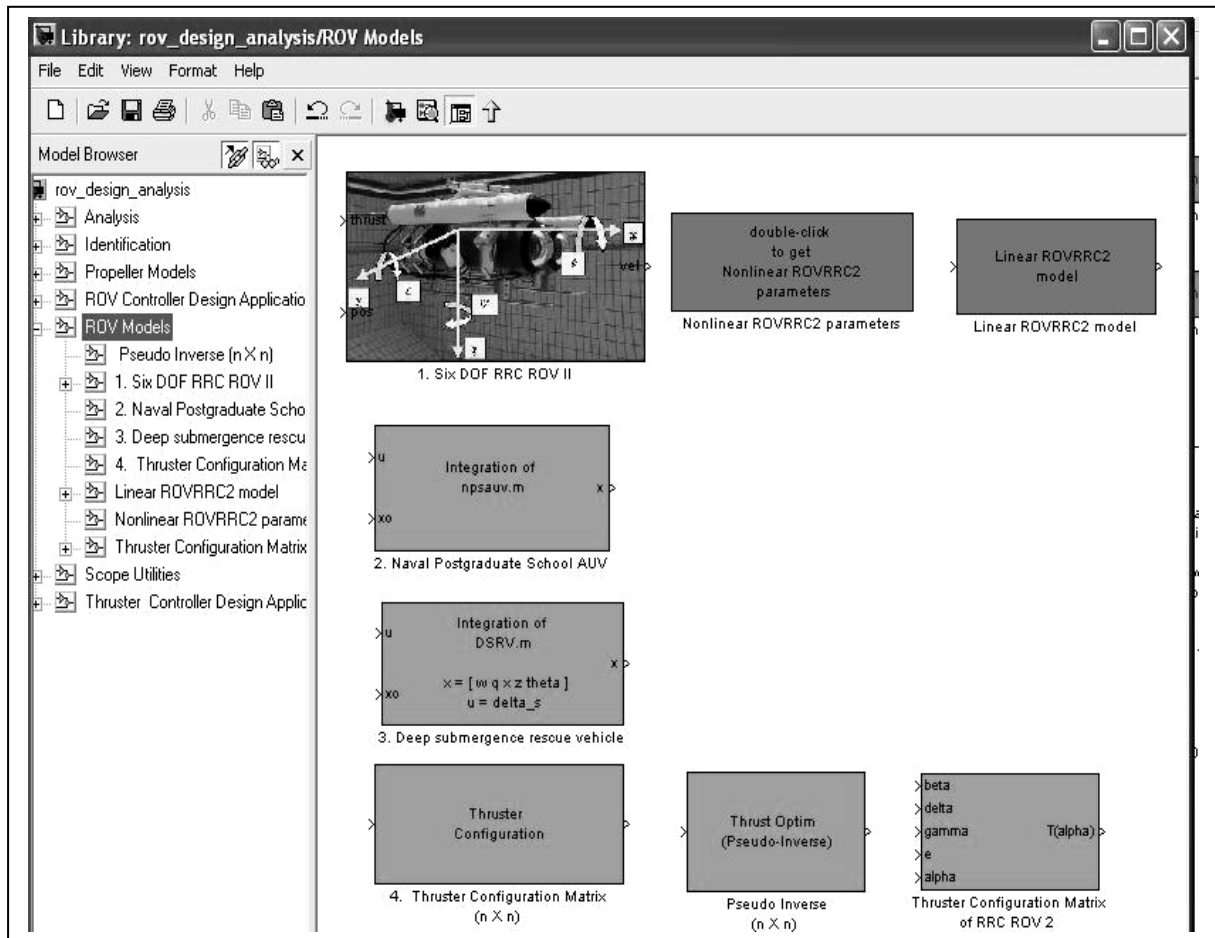 Library: rov_design_analysis/ROV Models
File Edit View Format Help
Model Browser
rov_design_analysis
Analysis
Identification
Propeller Models
ROV Controller Design Applicatio
ROV Models
Pseudo Inverse (n X n)
1. Six DOF RRC ROV II
2. Naval Postgraduate Scho
3. Deep submergence rescu
4. Thruster Configuration Ma
Linear ROVRRC2 model
Nonlinear ROVRRC2 parame
Thruster Configuration Matrix
Scope Utilities
Thruster Controller Design Applic
thrust
pos
vel
x
y
1. Six DOF RRC ROV II
double-click
to get
Nonlinear ROVRRC2
parameters
Nonlinear ROVRRC2 parameters
Linear ROVRRC2
model
Linear ROVRRC2 model
u
xo
Integration of
npsauv.m
x
2. Naval Postgraduate School AUV
u
xo
Integration of
DSRV.m
x = [ w q x z theta ]
u = delta_s
x
3. Deep submergence rescue vehicle
Thruster
Configuration
4. Thruster Configuration Matrix
(n X n)
Thrust Optim
(Pseudo-Inverse)
Pseudo Inverse
(n X n)
beta
delta
gamma
e
alpha
T(alpha)
Thruster Configuration Matrix
of RRC ROV 2